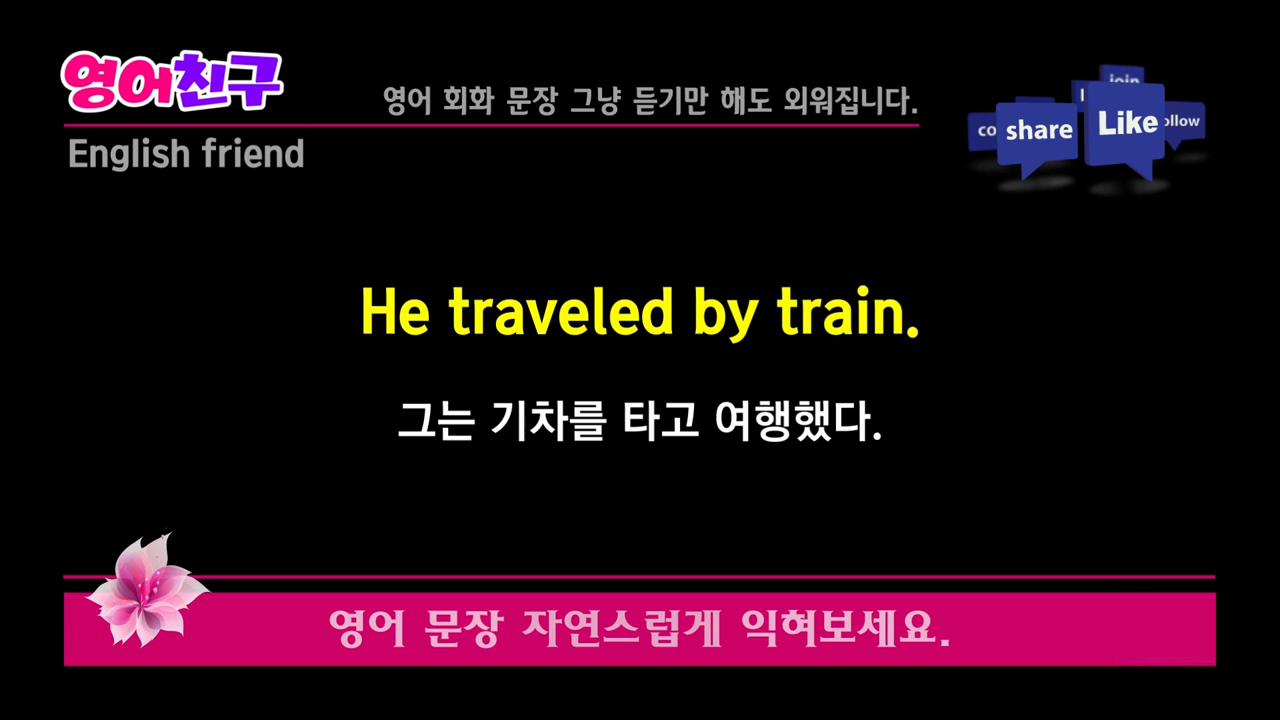 영어친구
영어 회화 문장 그냥 듣기만 해도 외워집니다.
English friend
join
share
Like
He traveled by train.
그는 기차를 타고 여행했다.
영어 문장 자연스럽게 익혀보세요.